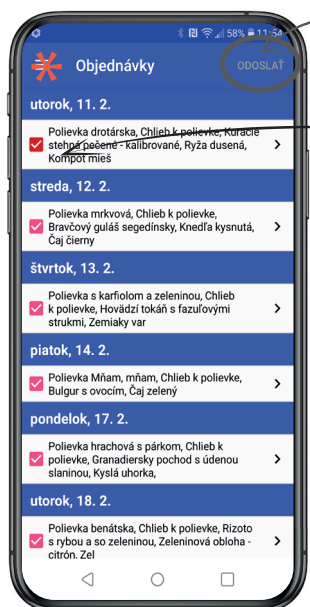 58% 11:54
Objednávky
ODOSLAŤ
utorok, 11. 2.
Polievka drotárska, Chlieb k polievke, Kuracie
stehná pečené - kalibrované, Ryža dusená,
Kompót mieš
streda, 12. 2.
Polievka mrkvová, Chlieb k polievke,
Bravčový guláš segedínsky, Knedľa kysnutá,
Čaj čierny
štvrtok, 13. 2.
Polievka s karfiolom a zeleninou, Chlieb
k polievke, Hovädzí tokáň s fazuľovými
strukmi, Zemiaky var
piatok, 14. 2.
Polievka Mňam, mňam, Chlieb k polievke,
Bulgur s ovocím, Čaj zelený
pondelok, 17. 2.
Polievka hrachová s párkom, Chlieb k
polievke, Granadiersky pochod s údenou
slaninou, Kyslá uhorka,
utorok, 18. 2.
Polievka benátska, Chlieb k polievke, Rizoto
s rybou a so zeleninou, Zeleninová obloha -
citrón, Zel